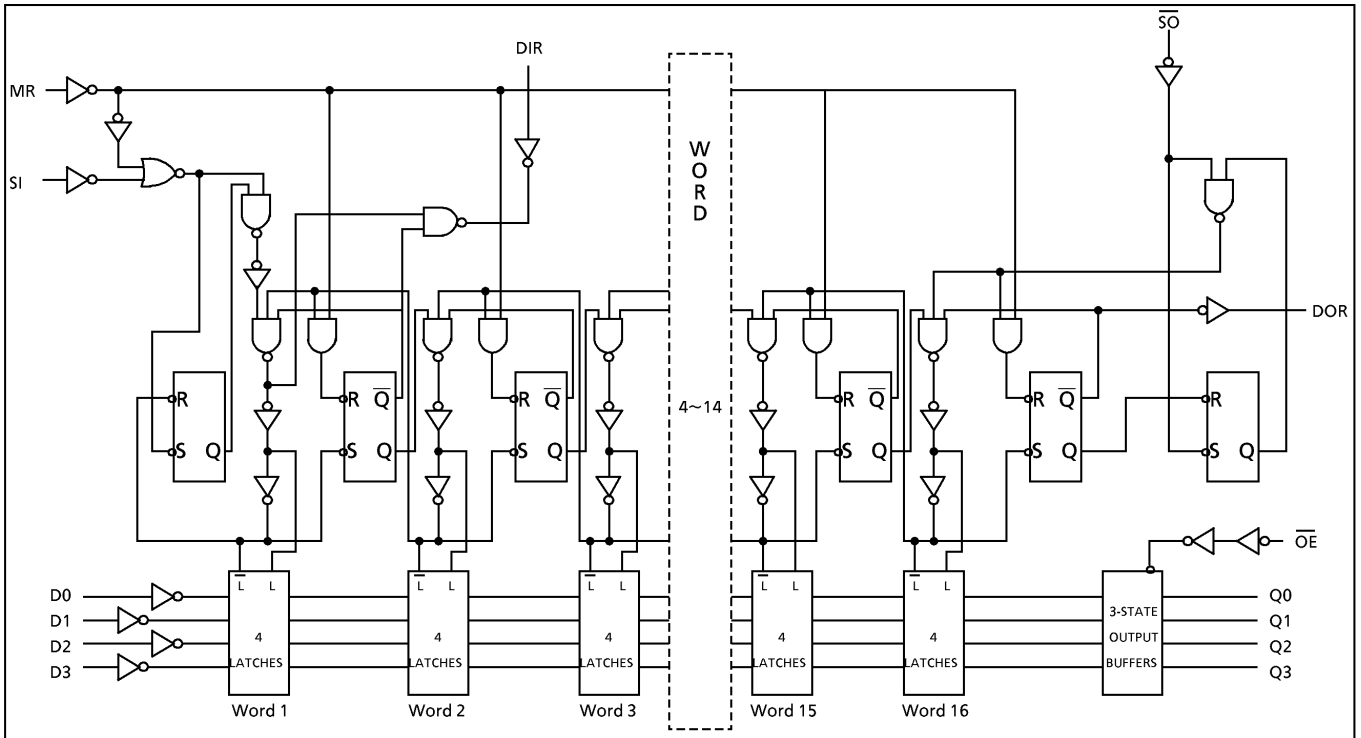 S̅O̅
DIR
MR
SI
W
O
R
D
DOR
R
S Q
R Q̅
S Q
R Q̅
S Q
4~14
R Q̅
S Q
R Q̅
S Q
R
S Q
O̅E̅
L̅ L
L̅ L
L̅ L
L̅ L
L̅ L
D0
D1
D2
D3
4
LATCHES
4
LATCHES
4
LATCHES
4
LATCHES
4
LATCHES
3-STATE
OUTPUT
BUFFERS
Q0
Q1
Q2
Q3
Word 1
Word 2
Word 3
Word 15
Word 16